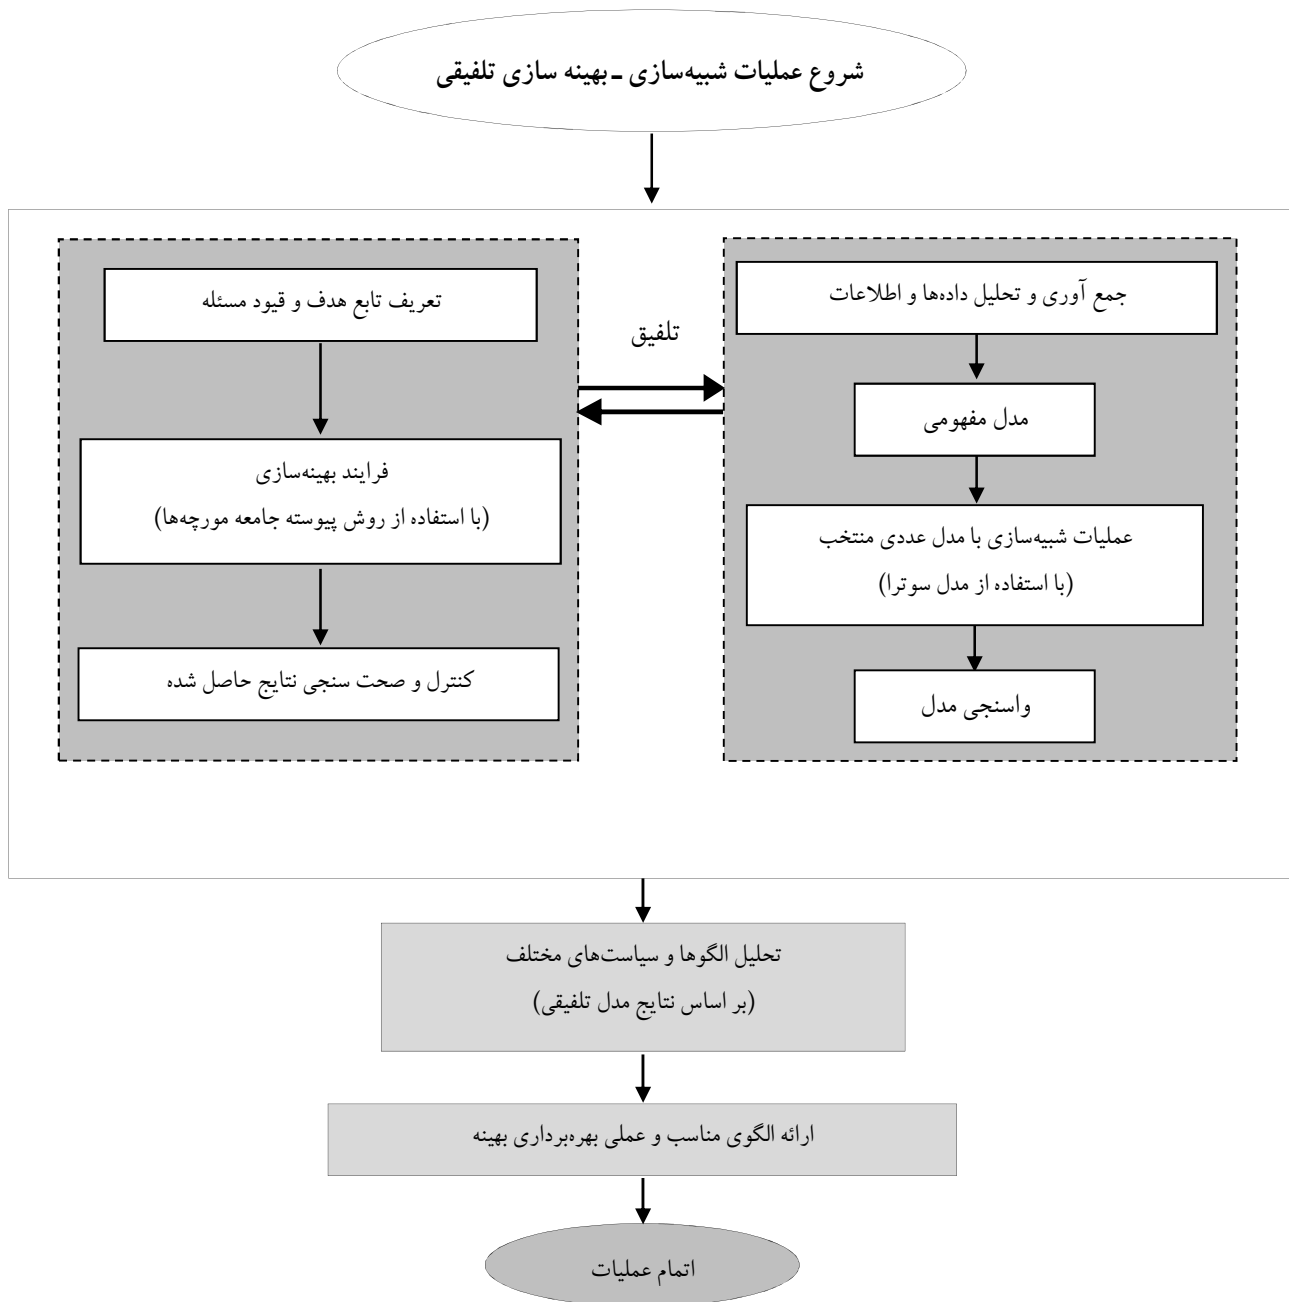 شروع عملیات شبیه‌سازی ـ بهینه سازی تلفیقی
جمع آوری و تحلیل داده‌ها و اطلاعات
مدل مفهومی
عملیات شبیه‌سازی با مدل عددی منتخب
(با استفاده از مدل سوترا)
واسنجی مدل
تلفیق
تعریف تابع هدف و قیود مسئله
فرایند بهینه‌سازی
(با استفاده از روش پیوسته جامعه مورچه‌ها)
کنترل و صحت سنجی نتایج حاصل شده
تحلیل الگوها و سیاست‌های مختلف
(بر اساس نتایج مدل تلفیقی)
ارائه الگوی مناسب و عملی بهره‌برداری بهینه
اتمام عملیات